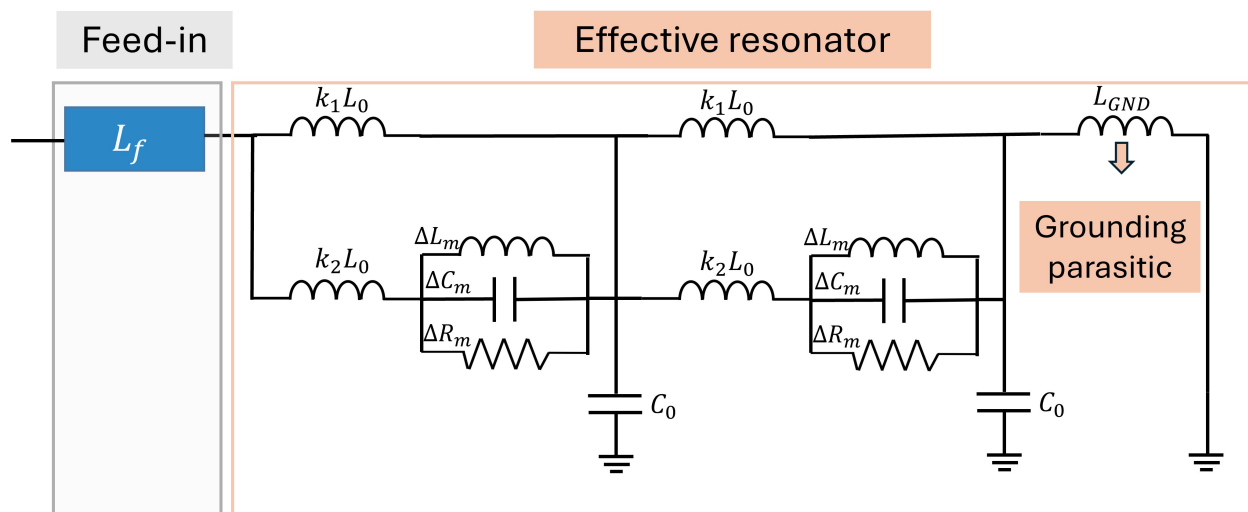 Feed-in
Effective resonator
L_f
k₁L₀
k₁L₀
L_GND
Grounding
parasitic
k₂L₀
ΔL_m
ΔC_m
ΔR_m
k₂L₀
ΔL_m
ΔC_m
ΔR_m
C₀
C₀